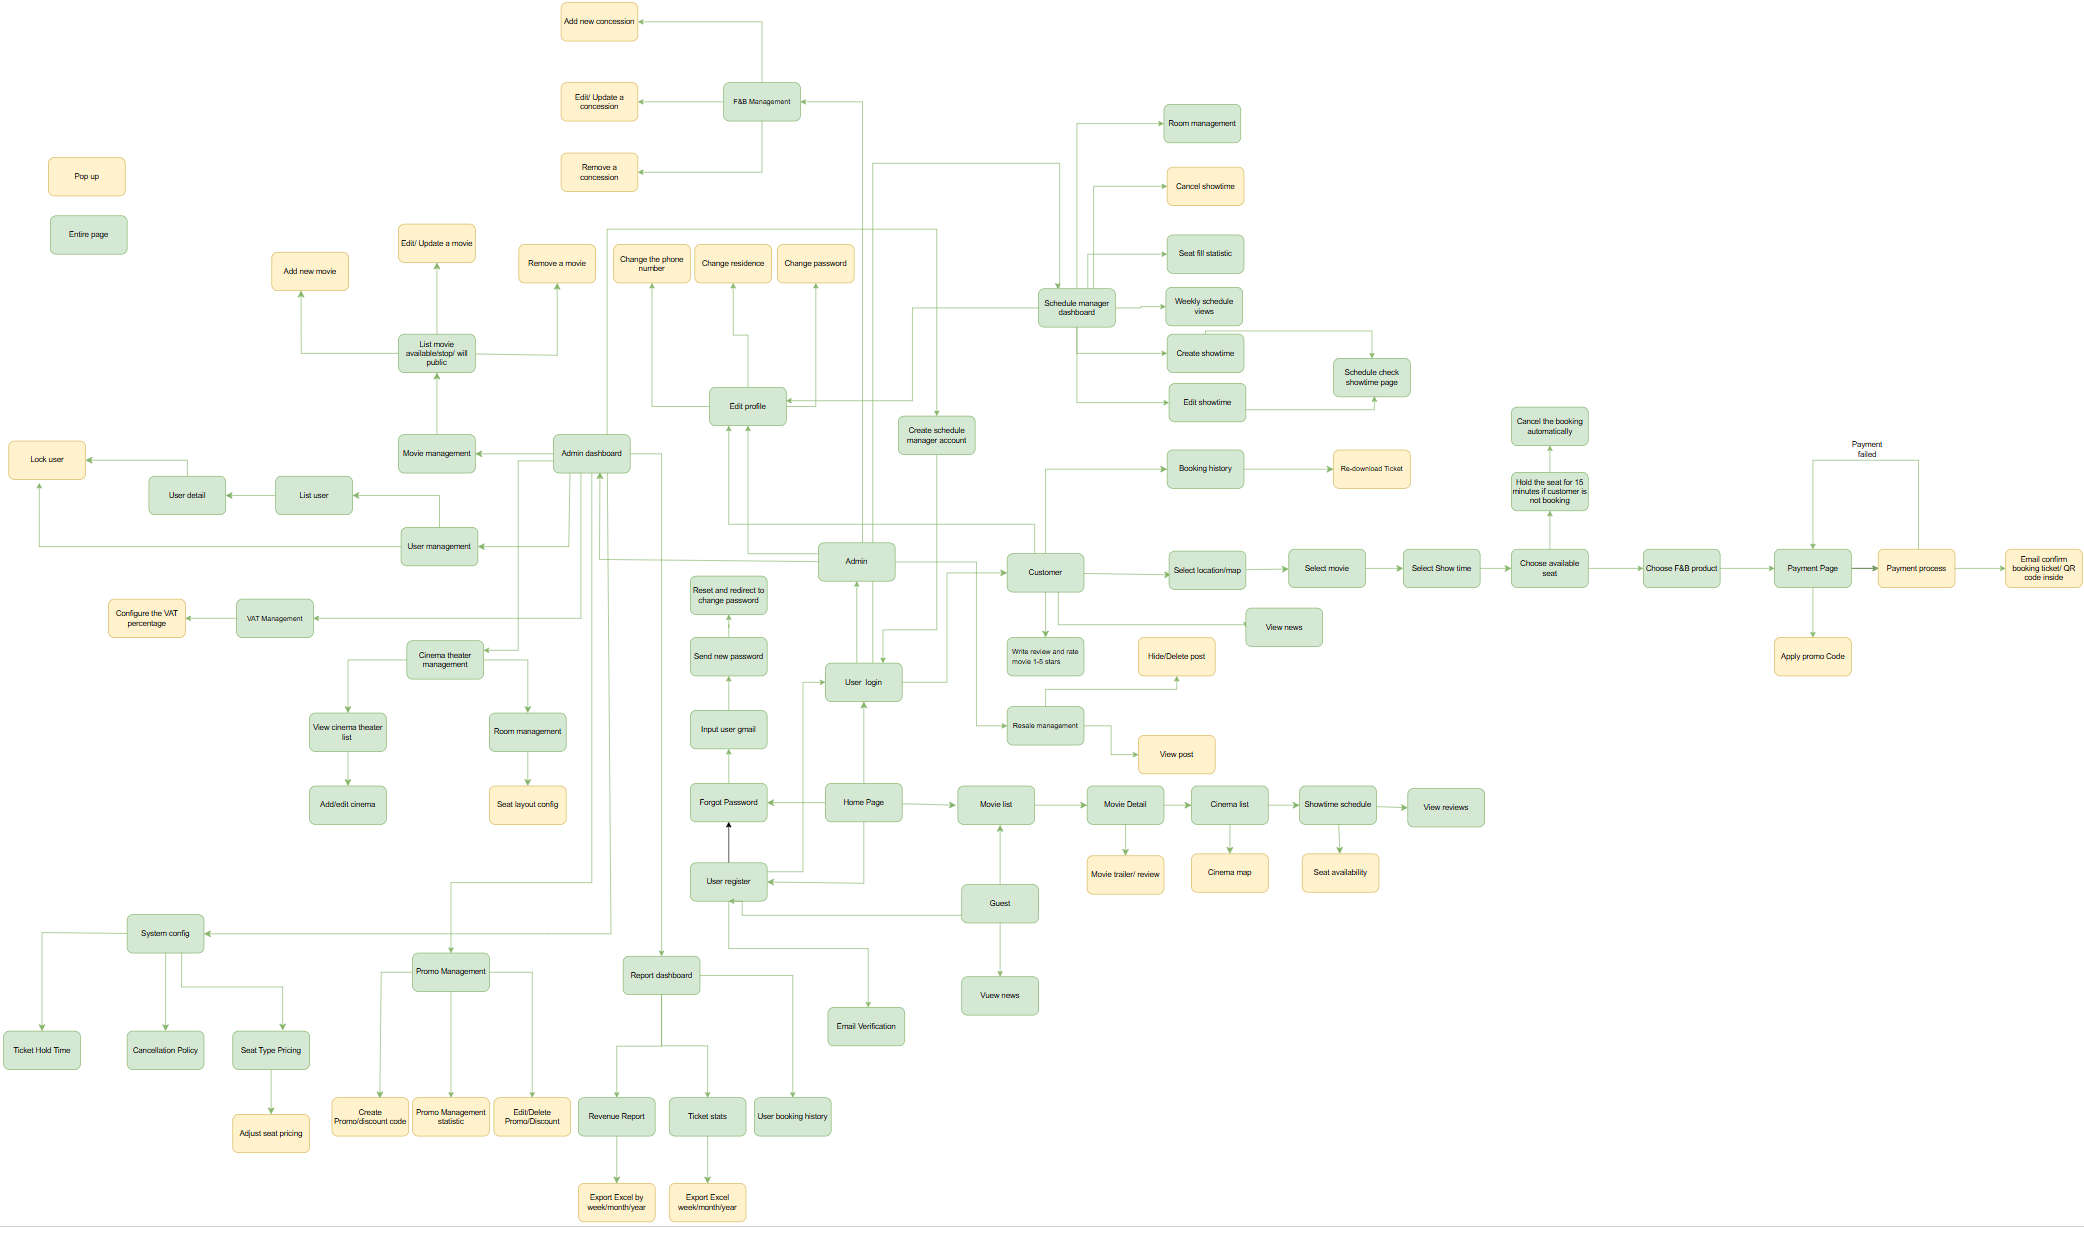 Add new concession
Edit/ Update a
concession
F&B Management
Remove a
concession
Pop up
Entire page
Room management
Cancel showtime
Seat fill statistic
Weekly schedule
views
Schedule manager
dashboard
Create showtime
Schedule check
showtime page
Edit showtime
Edit/ Update a movie
Add new movie
Remove a movie
Change the phone
number
Change residence
Change password
List movie
available/stop/ will
public
Edit profile
Create schedule
manager account
Movie management
Admin dashboard
Lock user
User detail
List user
User management
Booking history
Re-download Ticket
Cancel the booking
automatically
Hold the seat for 15
minutes if customer is
not booking
Payment
failed
Admin
Customer
Select location/map
Select movie
Select Show time
Choose available
seat
Choose F&B product
Payment Page
Payment process
Email confirm
booking ticket/ QR
code inside
Reset and redirect to
change password
Configure the VAT
percentage
VAT Management
View news
Cinema theater
management
Send new password
User login
Write review and rate
movie 1-5 stars
Hide/Delete post
Apply promo Code
View cinema theater
list
Room management
Input user gmail
Resale management
View post
Add/edit cinema
Seat layout config
Forgot Password
Home Page
Movie list
Movie Detail
Cinema list
Showtime schedule
View reviews
User register
Movie trailer/ review
Cinema map
Seat availability
Guest
System config
Promo Management
Report dashboard
Vuew news
Email Verification
Ticket Hold Time
Cancellation Policy
Seat Type Pricing
Create
Promo/discount code
Promo Management
statistic
Edit/Delete
Promo/Discount
Revenue Report
Ticket stats
User booking history
Adjust seat pricing
Export Excel by
week/month/year
Export Excel
week/month/year